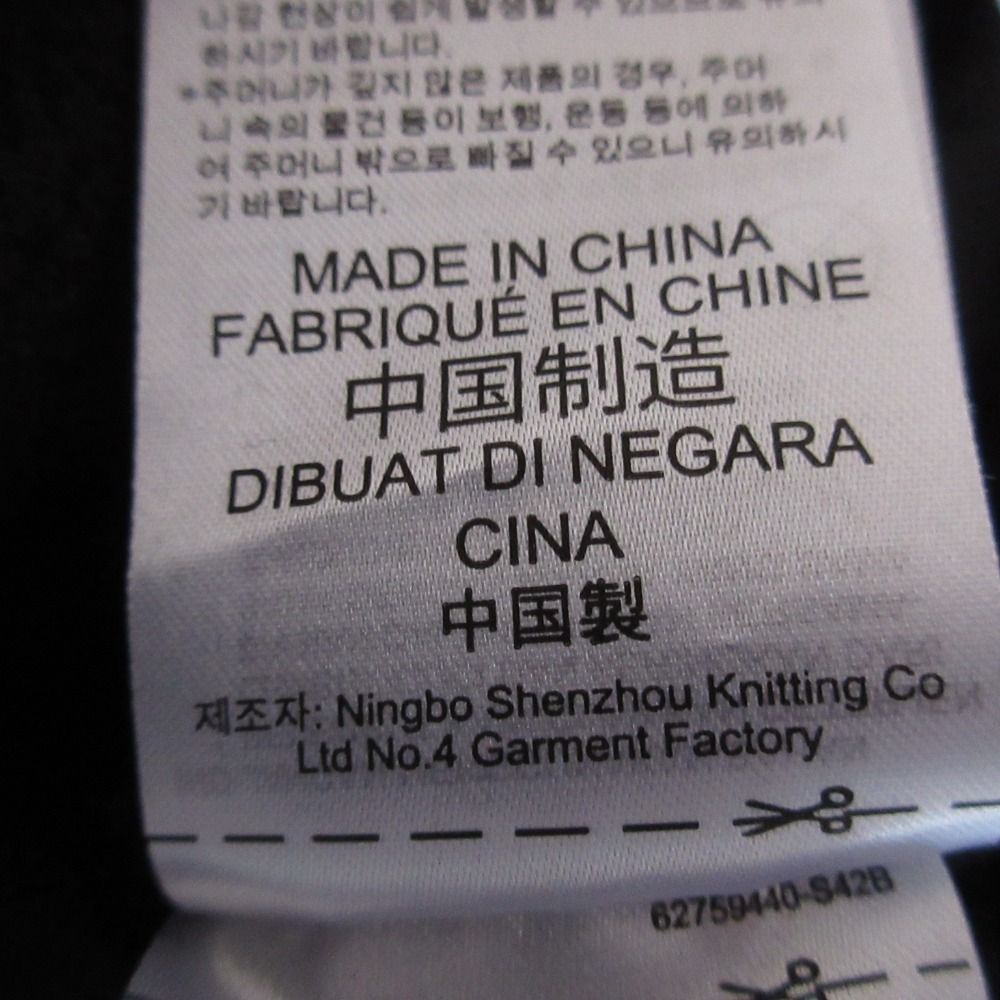 나감 현상이 쉽게 발생할 수 있으므로 유의
하시기 바랍니다.
*주머니가 깊지 않은 제품의 경우, 주머
니 속의 물건 등이 보행, 운동 등에 의하
여 주머니 밖으로 빠질 수 있으니 유의하시
기 바랍니다.
MADE IN CHINA
FABRIQUÉ EN CHINE
中国制造
DIBUAT DI NEGARA
CINA
中国製
제조자: Ningbo Shenzhou Knitting Co
Ltd No.4 Garment Factory
62759440-S42B